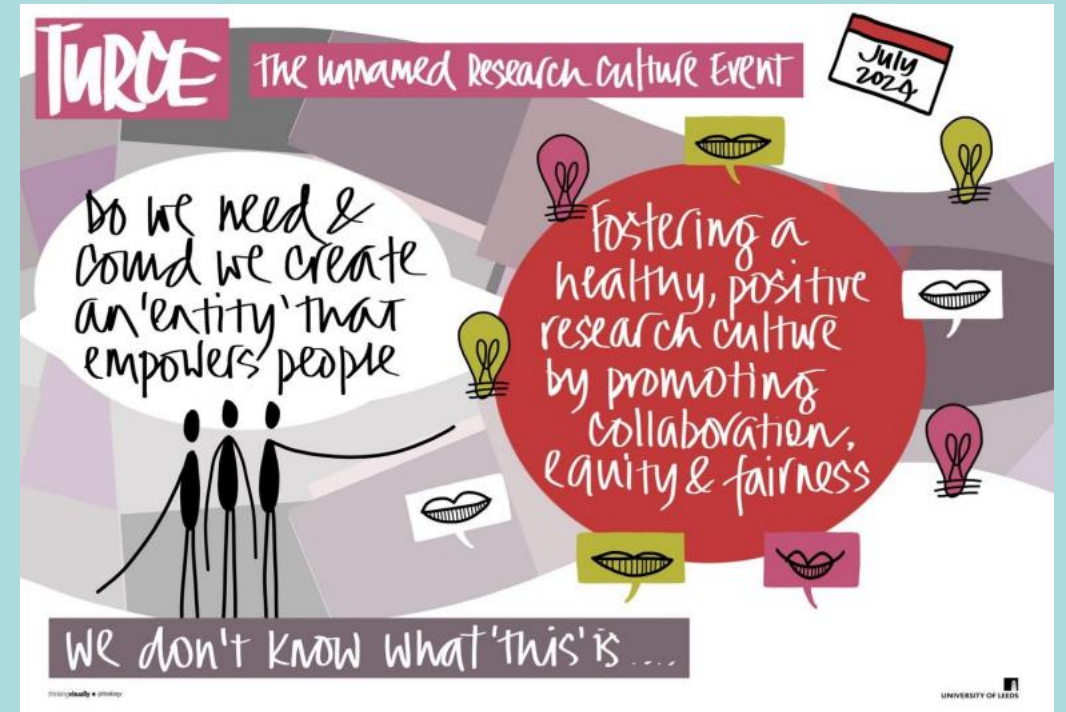 TURCE
The unnamed Research Culture Event
July
2024
Do we need &
could we create
an 'entity' that
empowers people
Fostering a
healthy, positive
research culture
by promoting
collaboration,
equity & fairness
We don't know what 'this' is ....
thinkingvisually
UNIVERSITY OF LEEDS